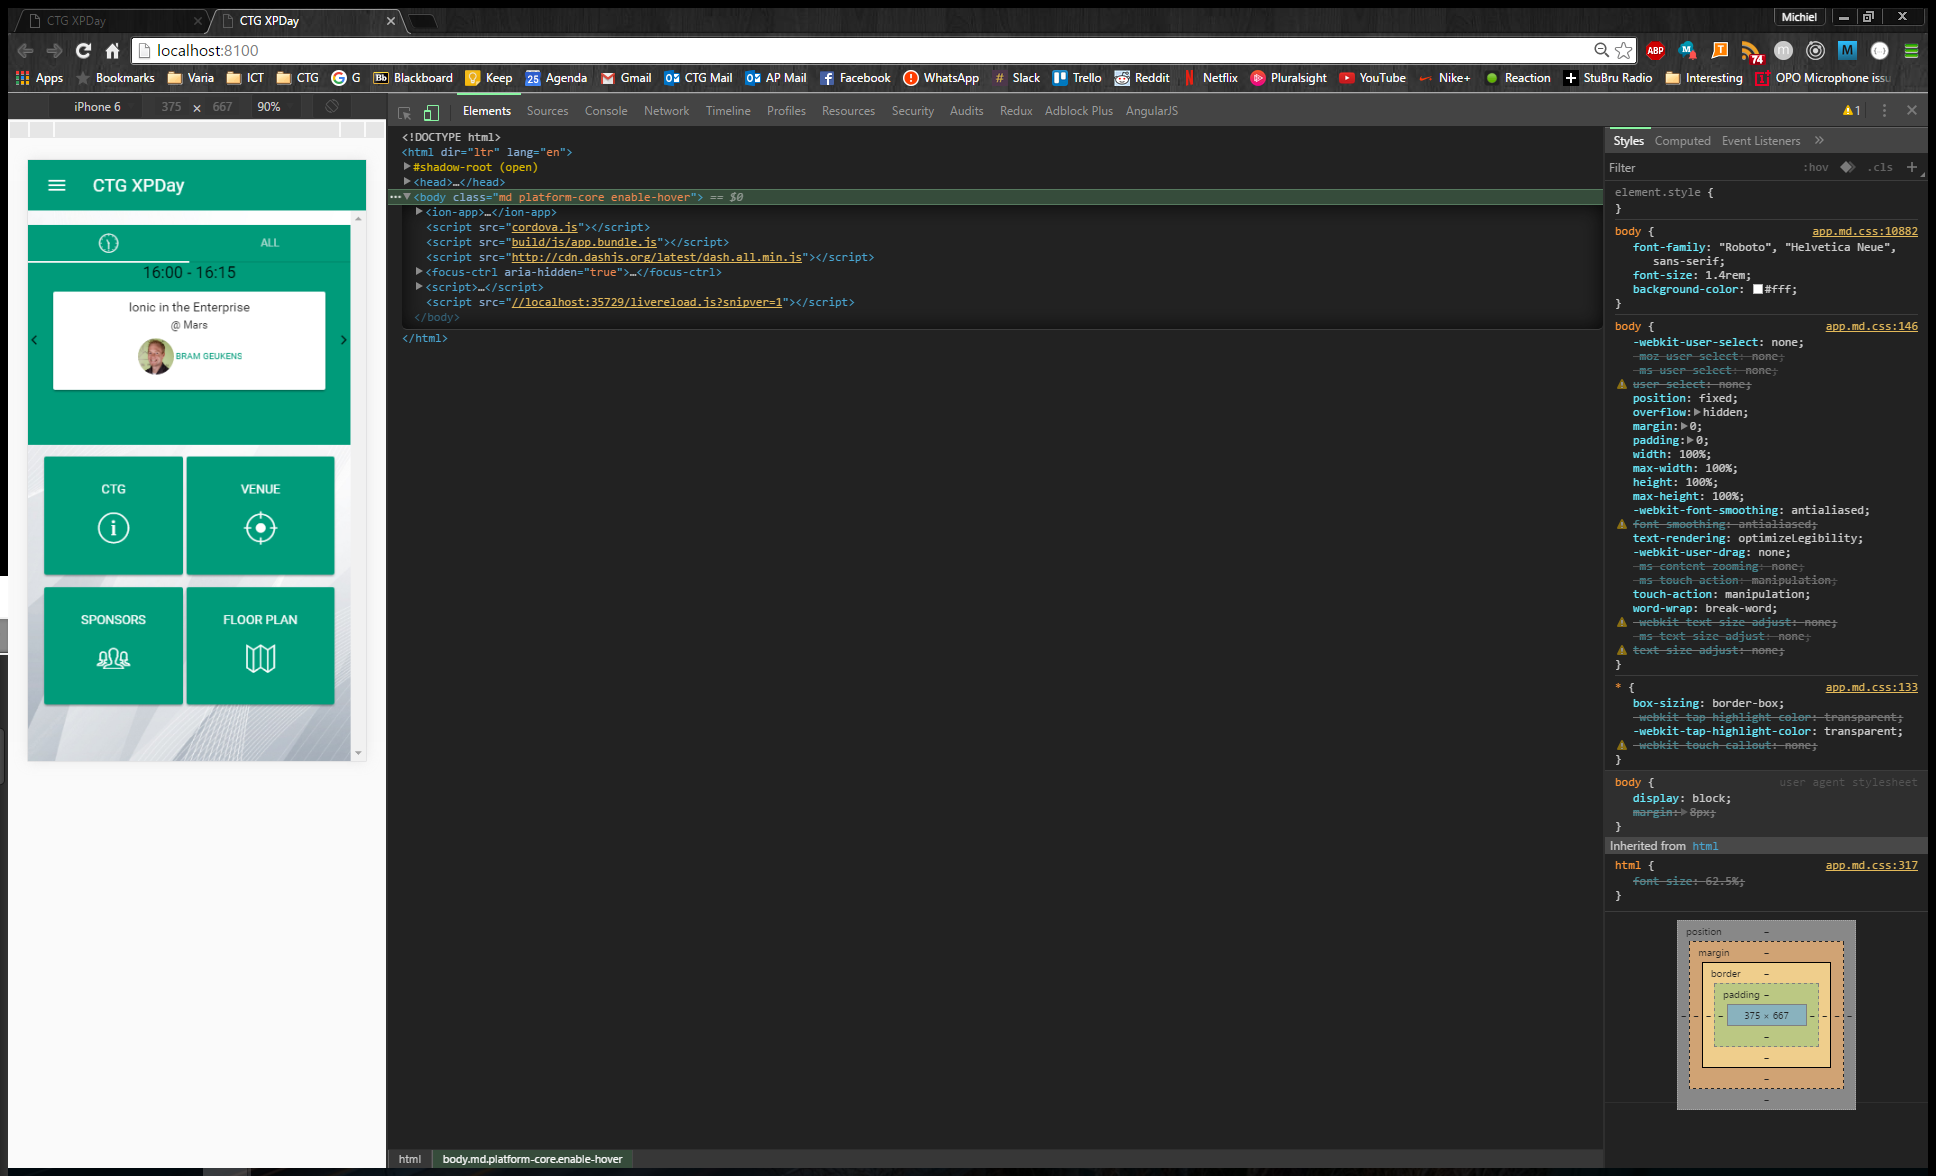 CTG XPDay
CTG XPDay
Michiel
localhost:8100
ABP
M
T
74
m
M
Apps
Bookmarks
Varia
ICT
CTG
G
Bb
Blackboard
Keep
25
Agenda
Gmail
CTG Mail
AP Mail
Facebook
WhatsApp
# Slack
Trello
Reddit
Netflix
Pluralsight
YouTube
Nike+
Reaction
StuBru Radio
Interesting
OPO Microphone issu
iPhone 6
375 × 667
90%
Elements
Sources
Console
Network
Timeline
Profiles
Resources
Security
Audits
Redux
Adblock Plus
AngularJS
1
CTG XPDay
ALL
16:00 - 16:15
Ionic in the Enterprise
@ Mars
BRAM GEUKENS
CTG
VENUE
SPONSORS
FLOOR PLAN
<!DOCTYPE html>
<html dir="ltr" lang="en">
#shadow-root (open)
<head>…</head>
<body class="md platform-core enable-hover"> == $0
<ion-app>…</ion-app>
<script src="cordova.js"></script>
<script src="build/js/app.bundle.js"></script>
<script src="http://cdn.dashjs.org/latest/dash.all.min.js"></script>
<focus-ctrl aria-hidden="true">…</focus-ctrl>
<script>…</script>
<script src="//localhost:35729/livereload.js?snipver=1"></script>
</body>
</html>
html
body.md.platform-core.enable-hover
Styles
Computed
Event Listeners
»
Filter
:hov
.cls
+
element.style {
}
body {
app.md.css:10882
font-family: "Roboto", "Helvetica Neue",
sans-serif;
font-size: 1.4rem;
background-color: #fff;
}
body {
app.md.css:146
-webkit-user-select: none;
-moz-user-select: none;
-ms-user-select: none;
user-select: none;
position: fixed;
overflow: hidden;
margin: 0;
padding: 0;
width: 100%;
max-width: 100%;
height: 100%;
max-height: 100%;
-webkit-font-smoothing: antialiased;
font-smoothing: antialiased;
text-rendering: optimizeLegibility;
-webkit-user-drag: none;
-ms-content-zooming: none;
-ms-touch-action: manipulation;
touch-action: manipulation;
word-wrap: break-word;
-webkit-text-size-adjust: none;
-ms-text-size-adjust: none;
text-size-adjust: none;
}
* {
app.md.css:133
box-sizing: border-box;
-webkit-tap-highlight-color: transparent;
-webkit-tap-highlight-color: transparent;
-webkit-touch-callout: none;
}
body {
user agent stylesheet
display: block;
margin: 8px;
}
Inherited from html
html {
app.md.css:317
font-size: 62.5%;
}
position –
margin –
border –
padding –
– – – – 375 × 667 – – – –
–
–
–
–